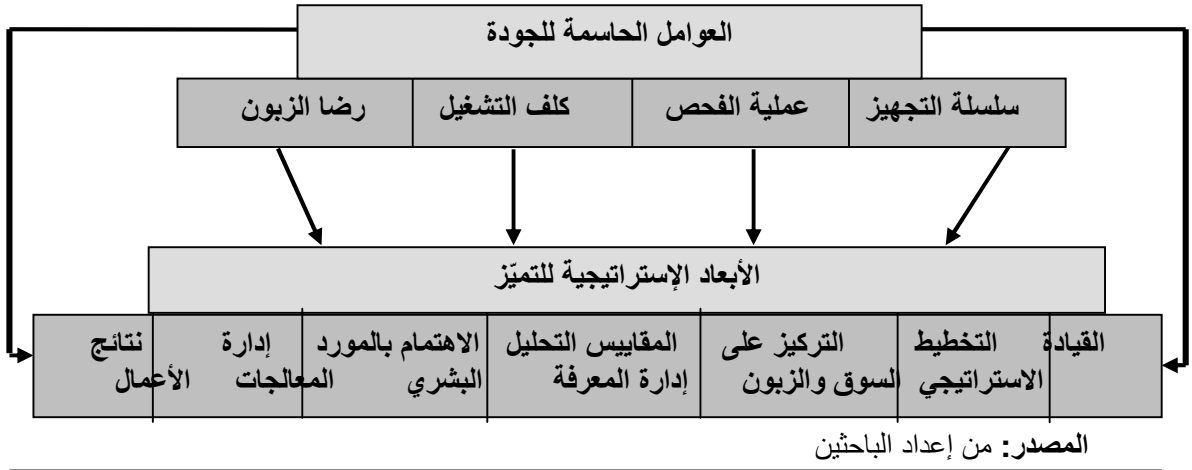 العوامل الحاسمة للجودة
سلسلة التجهيز عملية الفحص كلف التشغيل رضا الزبون
الأبعاد الإستراتيجية للتميّز
القيادة التخطيط التركيز على المقاييس التحليل الاهتمام بالمورد إدارة نتائج
الاستراتيجي السوق والزبون إدارة المعرفة البشري المعالجات الأعمال
المصدر: من إعداد الباحثين